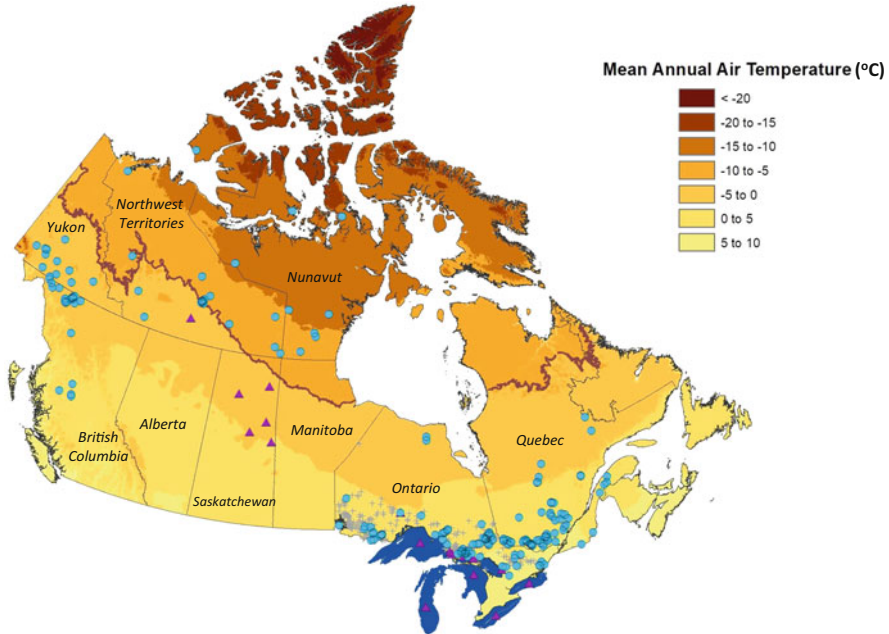 Mean Annual Air Temperature (°C)
< -20
-20 to -15
-15 to -10
-10 to -5
-5 to 0
0 to 5
5 to 10
Northwest
Territories
Yukon
Nunavut
Alberta
British
Columbia
Manitoba
Quebec
Saskatchewan
Ontario